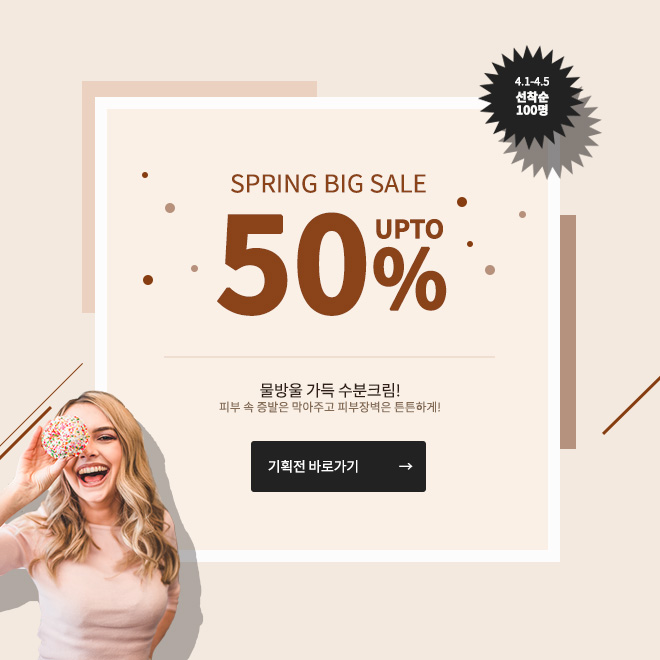 4.1-4.5
선착순
100명
SPRING BIG SALE
50% UPTO
물방울 가득 수분크림!
피부 속 증발은 막아주고 피부장벽은 튼튼하게!
기획전 바로가기 →